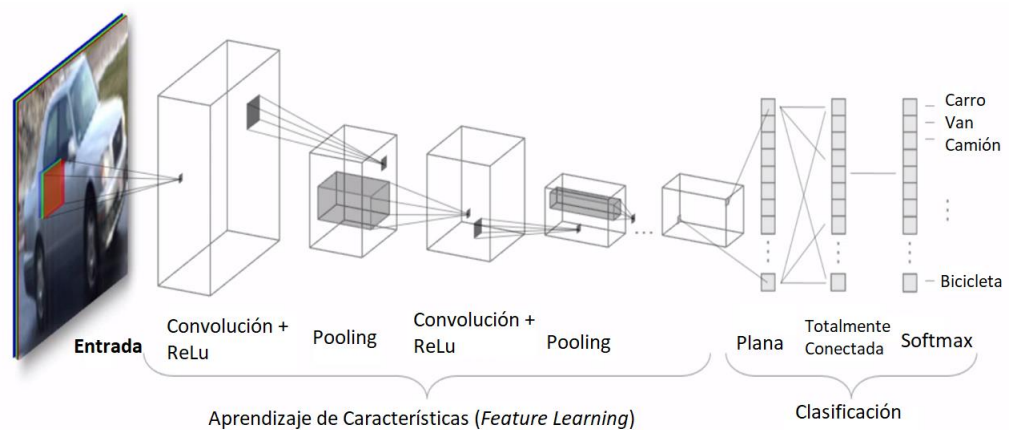 Carro
Van
Camión
Bicicleta
Entrada
Convolución +
ReLu
Pooling
Convolución +
ReLu
Pooling
Plana
Totalmente
Conectada
Softmax
Aprendizaje de Características (Feature Learning)
Clasificación